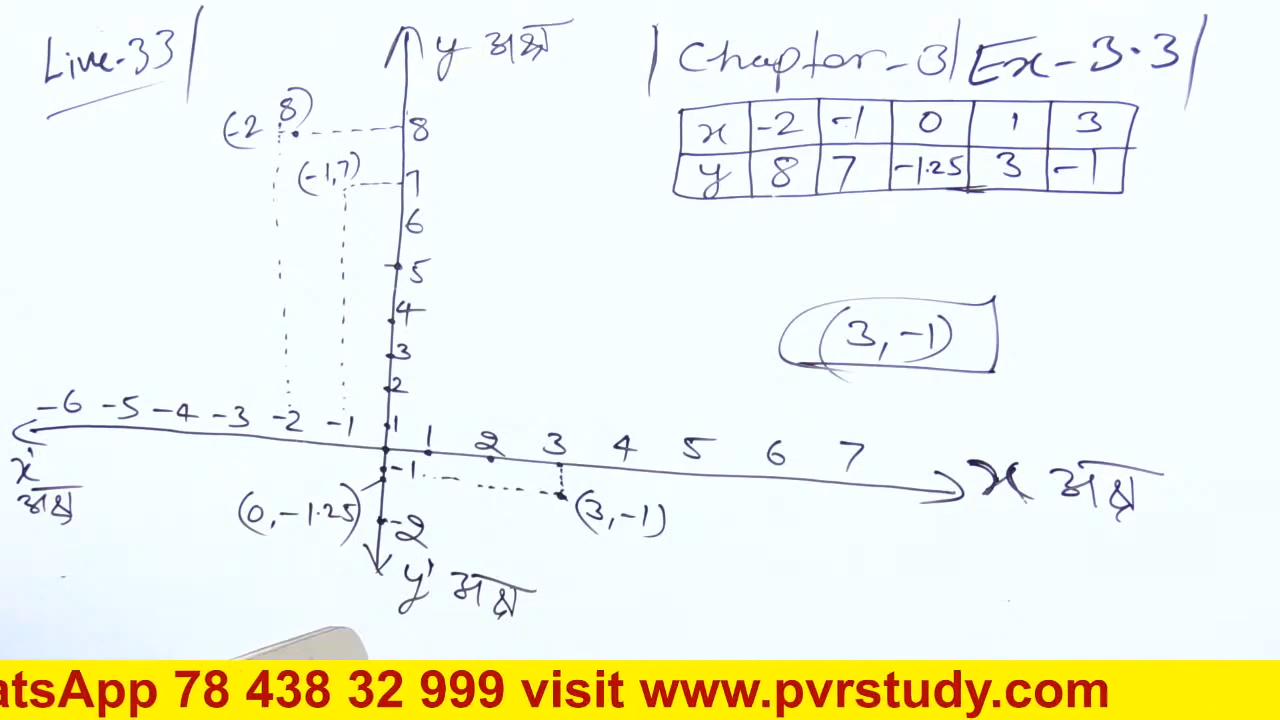 Live-33
| Chapter-3 | Ex-3.3 |
y अक्ष
x -2 -1 0 1 3
y 8 7 -1.25 3 -1
(-2 8)
8
(-1,7)
7
6
5
4
3
2
1
(3,-1)
-6 -5 -4 -3 -2 -1 1 2 3 4 5 6 7
x' अक्ष
x अक्ष
-1
(0,-1.25)
(3,-1)
-2
y' अक्ष
atsApp 78 438 32 999 visit www.pvrstudy.com